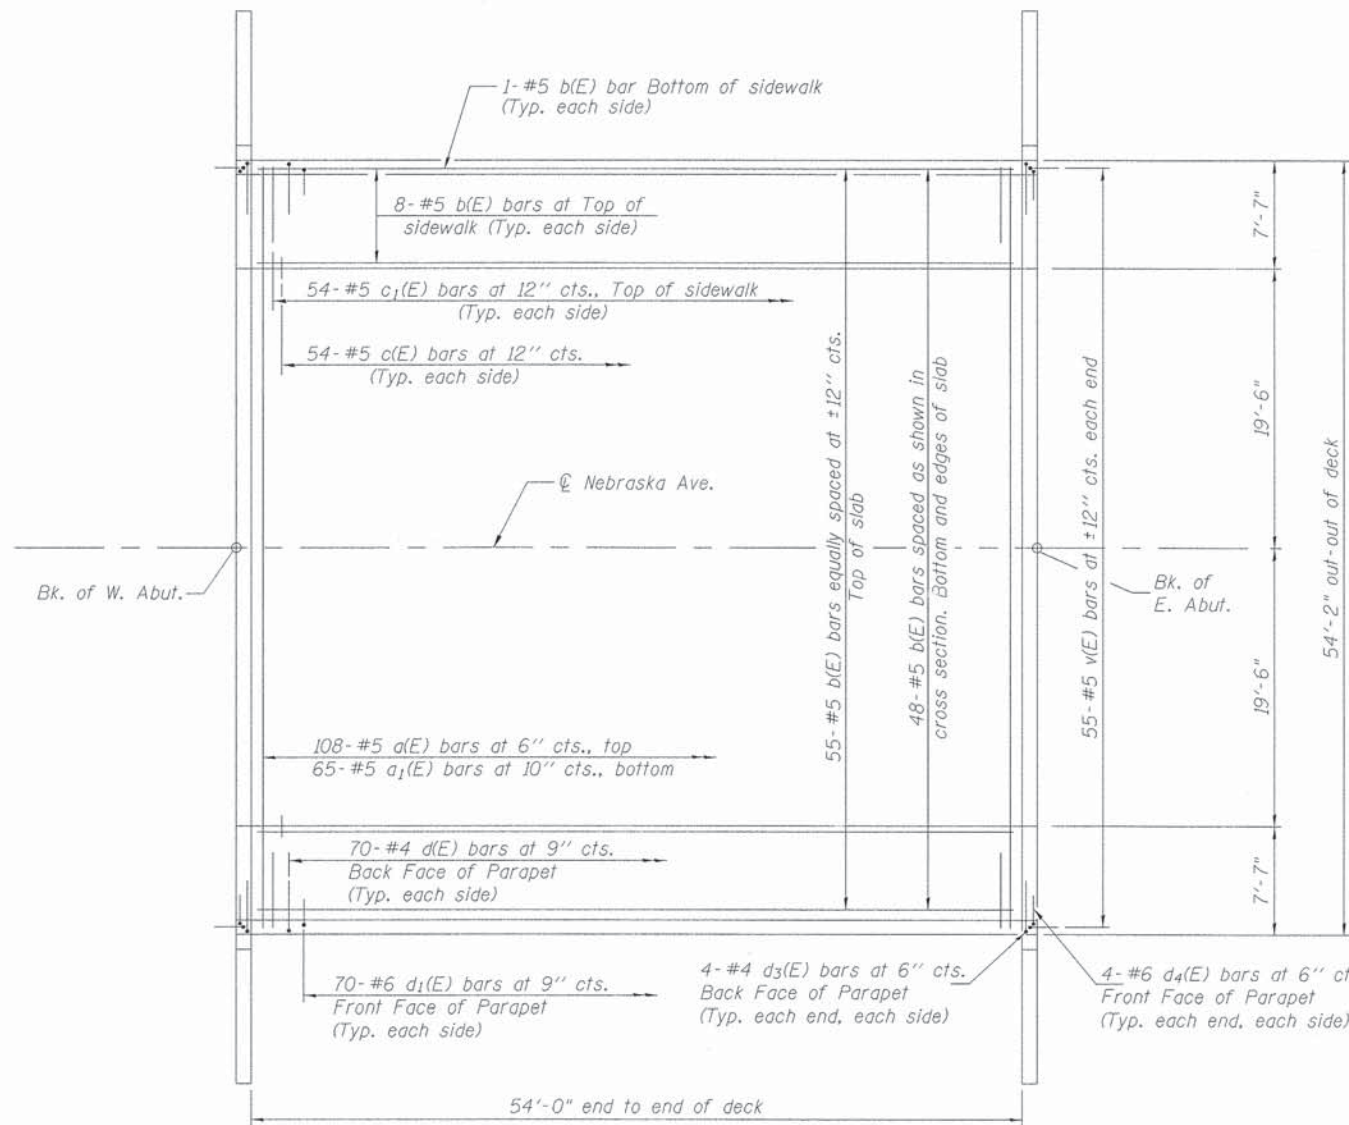 1- #5 b(E) bar Bottom of sidewalk
(Typ. each side)
8- #5 b(E) bars at Top of
sidewalk (Typ. each side)
54- #5 c1(E) bars at 12" cts., Top of sidewalk
(Typ. each side)
54- #5 c(E) bars at 12" cts.
(Typ. each side)
℄ Nebraska Ave.
Bk. of W. Abut.
Bk. of
E. Abut.
55- #5 b(E) bars equally spaced at ±12" cts.
Top of slab
48- #5 b(E) bars spaced as shown in
cross section. Bottom and edges of slab
55- #5 v(E) bars at ±12" cts. each end
7'-7"
19'-6"
19'-6"
7'-7"
54'-2" out-out of deck
108- #5 a(E) bars at 6" cts., top
65- #5 a1(E) bars at 10" cts., bottom
70- #4 d(E) bars at 9" cts.
Back Face of Parapet
(Typ. each side)
70- #6 d1(E) bars at 9" cts.
Front Face of Parapet
(Typ. each side)
4- #4 d3(E) bars at 6" cts.
Back Face of Parapet
(Typ. each end, each side)
4- #6 d4(E) bars at 6" ct
Front Face of Parapet
(Typ. each end, each side)
54'-0" end to end of deck